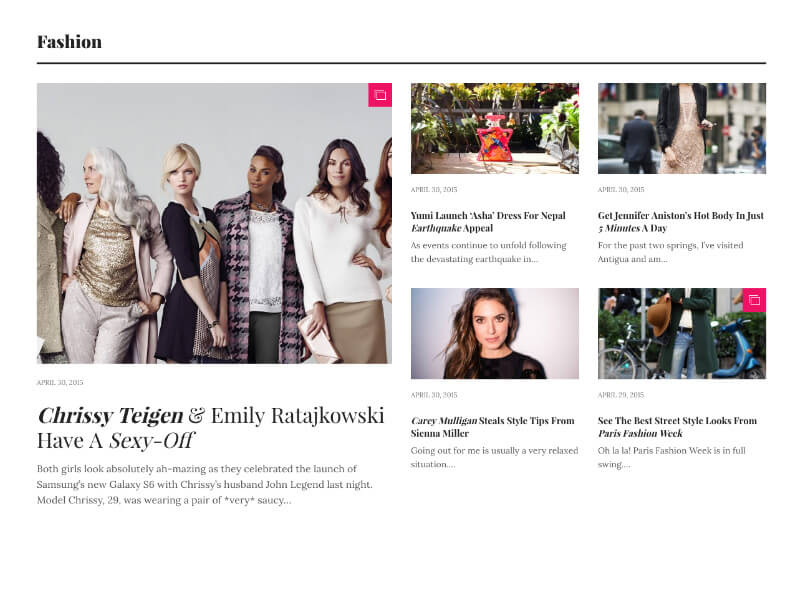 Fashion
APRIL 30, 2015
Chrissy Teigen & Emily Ratajkowski
Have A Sexy-Off
Both girls look absolutely ah-mazing as they celebrated the launch of
Samsung's new Galaxy S6 with Chrissy's husband John Legend last night.
Model Chrissy, 29, was wearing a pair of *very* saucy…
APRIL 30, 2015
Yumi Launch ‘Asha’ Dress For Nepal
Earthquake Appeal
As events continue to unfold following
the devastating earthquake in…
APRIL 30, 2015
Get Jennifer Aniston's Hot Body In Just
5 Minutes A Day
For the past two springs, I've visited
Antigua and am…
APRIL 30, 2015
Carey Mulligan Steals Style Tips From
Sienna Miller
Going out for me is usually a very relaxed
situation.…
APRIL 29, 2015
See The Best Street Style Looks From
Paris Fashion Week
Oh la la! Paris Fashion Week is in full
swing.…